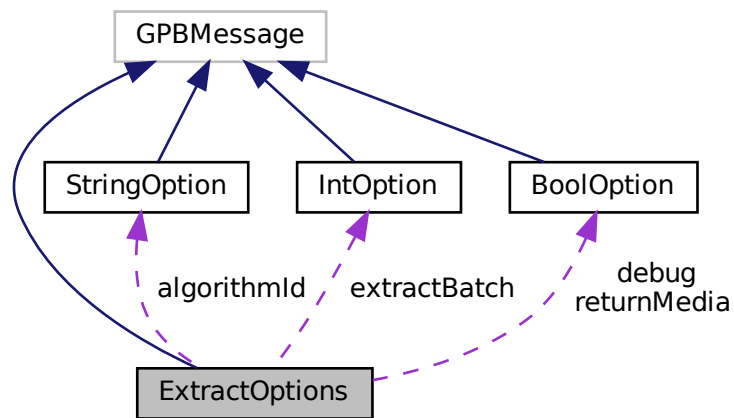 GPBMessage
StringOption
IntOption
BoolOption
algorithmId
extractBatch
debug
returnMedia
ExtractOptions